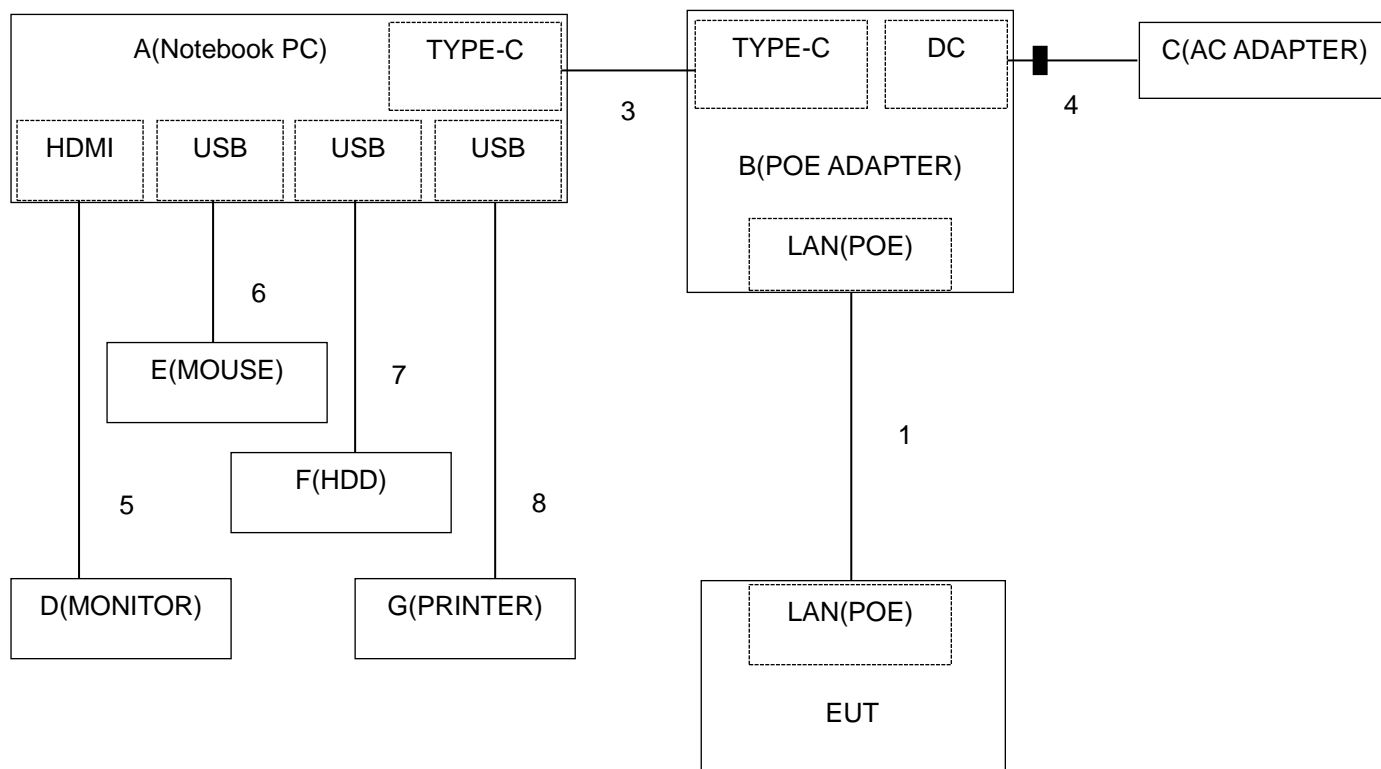 A(Notebook PC)
TYPE-C
HDMI
USB
USB
USB
3
TYPE-C
DC
B(POE ADAPTER)
LAN(POE)
4
C(AC ADAPTER)
6
E(MOUSE)
7
F(HDD)
5
8
D(MONITOR)
G(PRINTER)
1
LAN(POE)
EUT